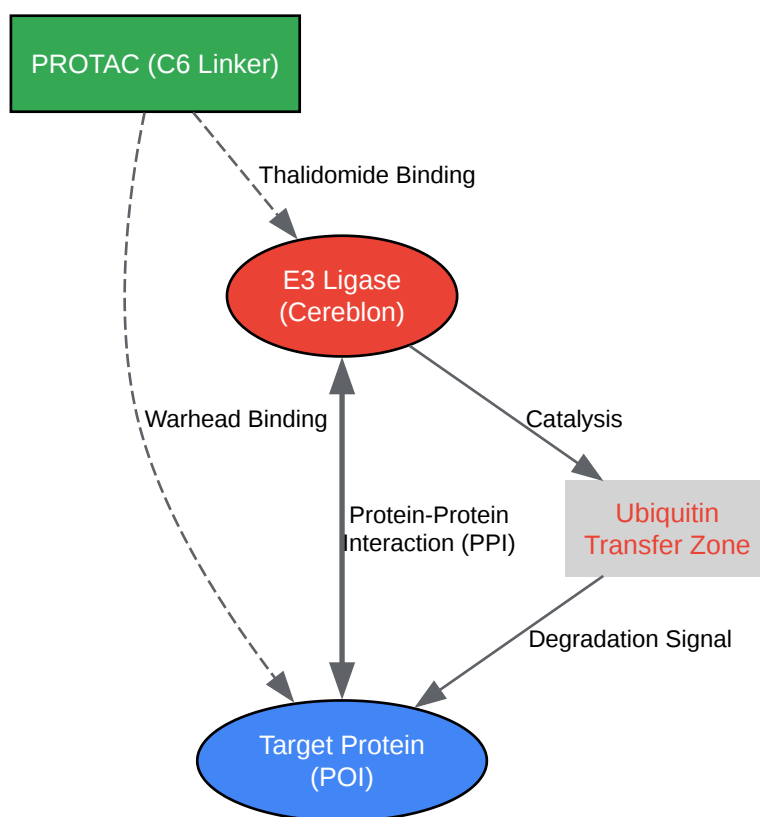 PROTAC (C6 Linker)
Thalidomide Binding
E3 Ligase
(Cereblon)
Warhead Binding
Catalysis
Protein-Protein
Interaction (PPI)
Ubiquitin
Transfer Zone
Degradation Signal
Target Protein
(POI)